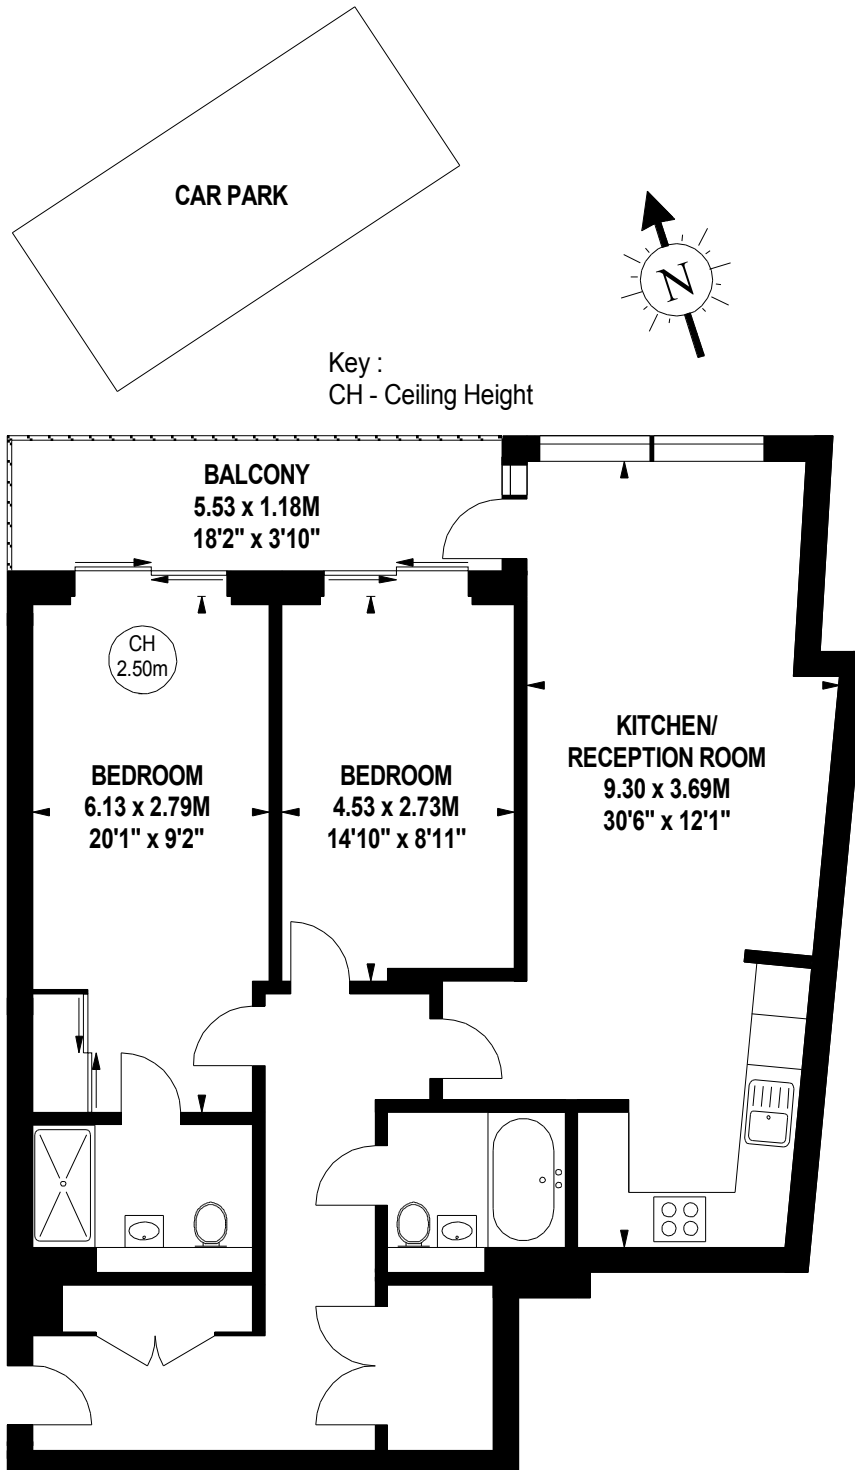 CAR PARK
N
Key :
CH - Ceiling Height
BALCONY
5.53 x 1.18M
18'2" x 3'10"
CH
2.50m
BEDROOM
6.13 x 2.79M
20'1" x 9'2"
BEDROOM
4.53 x 2.73M
14'10" x 8'11"
KITCHEN/
RECEPTION ROOM
9.30 x 3.69M
30'6" x 12'1"